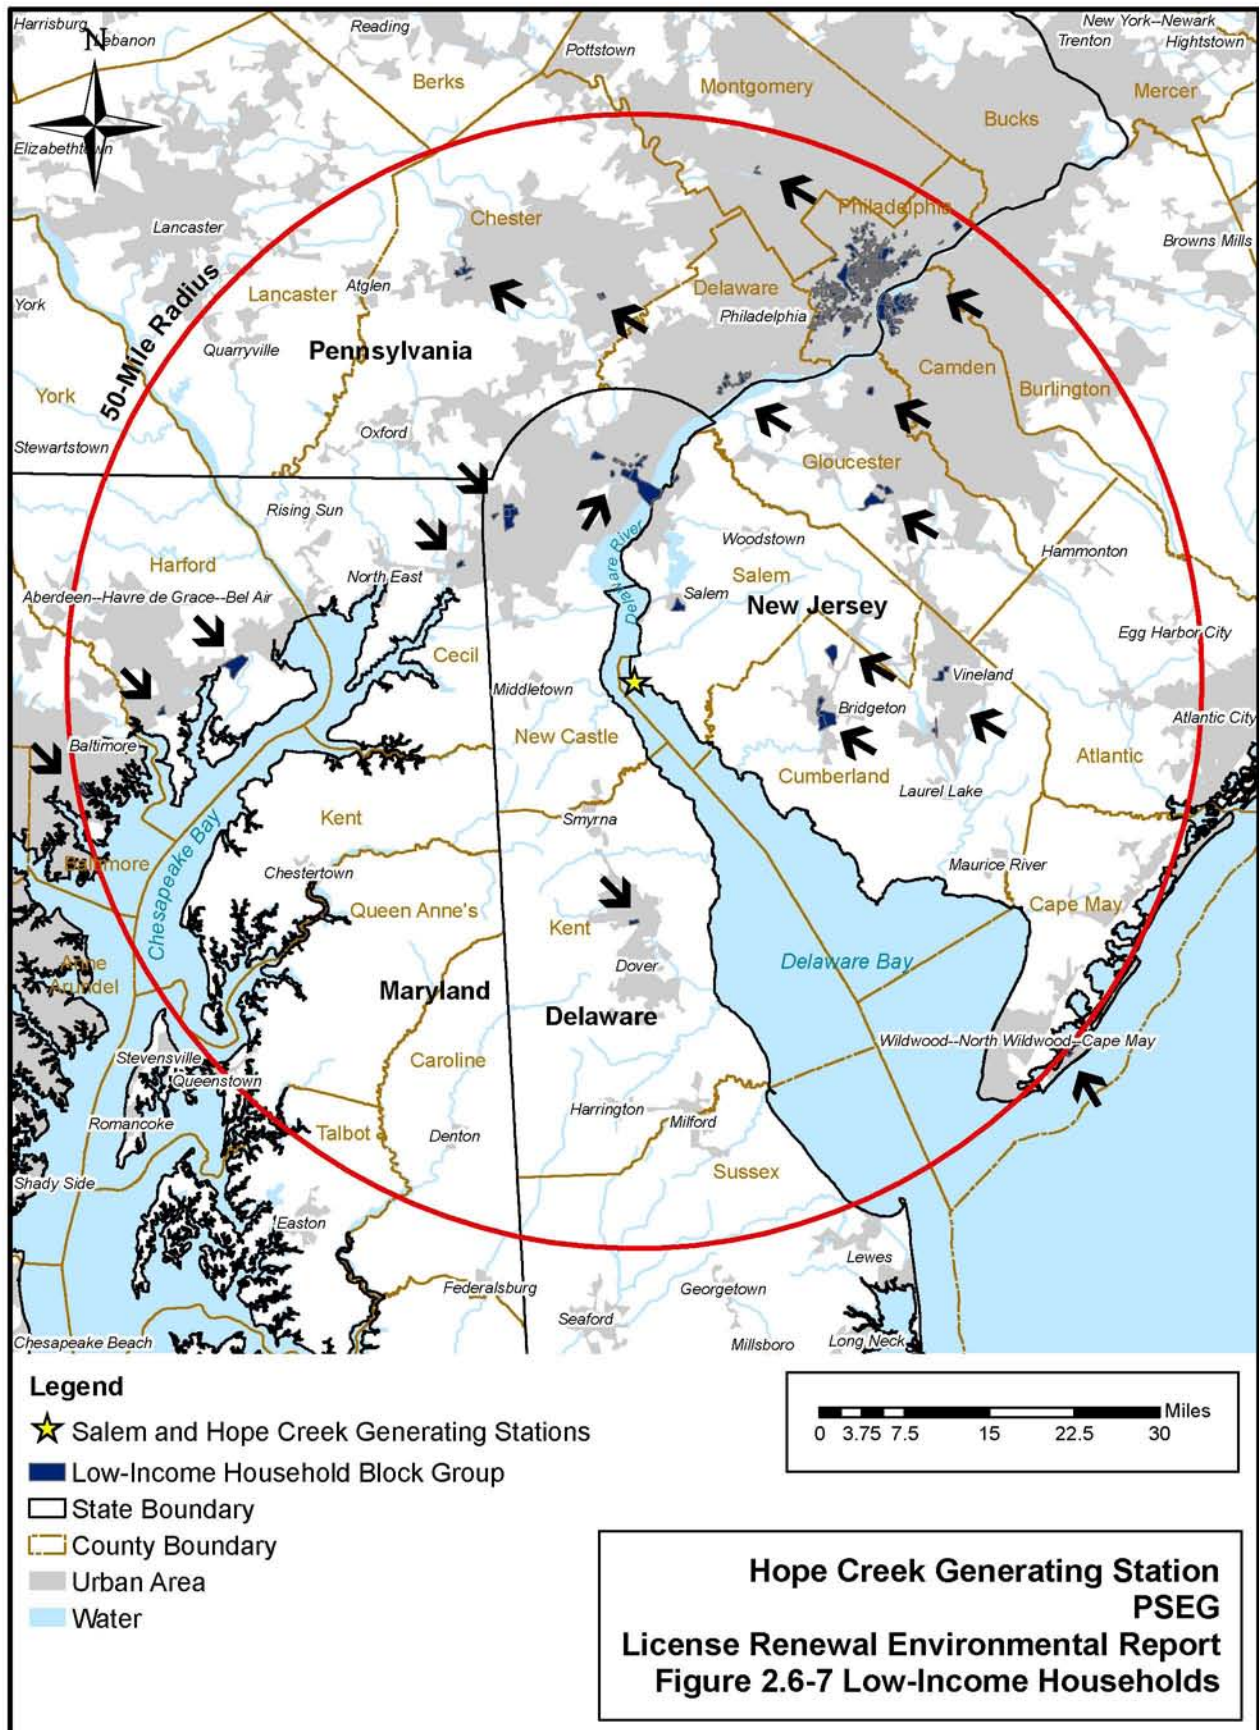 Harrisburg
N
Lebanon
Reading
Pottstown
New York--Newark
Trenton
Hightstown
Berks
Montgomery
Mercer
Bucks
Elizabethtown
Chester
Philadelphia
Lancaster
Browns Mills
50-Mile Radius
York
Lancaster
Atglen
Delaware
Philadelphia
Quarryville
Pennsylvania
Camden
York
Burlington
Oxford
Stewartstown
Gloucester
Rising Sun
Woodstown
Hammonton
Harford
North East
Delaware River
Salem
Aberdeen--Havre de Grace--Bel Air
Salem
New Jersey
Egg Harbor City
Cecil
Middletown
Vineland
Bridgeton
Atlantic City
Baltimore
New Castle
Cumberland
Atlantic
Laurel Lake
Kent
Smyrna
Baltimore
Chesapeake Bay
Chestertown
Maurice River
Queen Anne's
Kent
Cape May
Anne
Arundel
Dover
Delaware Bay
Maryland
Delaware
Wildwood--North Wildwood--Cape May
Stevensville
Caroline
Queenstown
Romancoke
Harrington
Milford
Talbot
Denton
Sussex
Shady Side
Easton
Lewes
Federalsburg
Georgetown
Seaford
Chesapeake Beach
Millsboro
Long Neck
Legend
Salem and Hope Creek Generating Stations
Low-Income Household Block Group
State Boundary
County Boundary
Urban Area
Water
Miles
0 3.75 7.5 15 22.5 30
Hope Creek Generating Station
PSEG
License Renewal Environmental Report
Figure 2.6-7 Low-Income Households